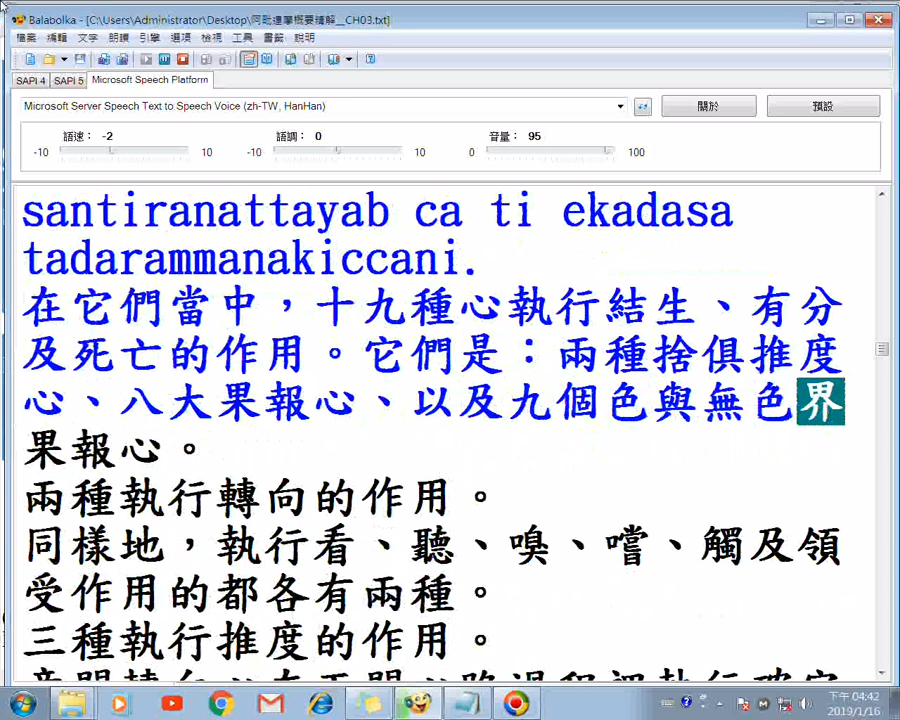 Balabolka - [C:\Users\Administrator\Desktop\阿毗達摩概要精解__CH03.txt]
檔案 編輯 文字 朗讀 引擎 選項 檢視 工具 書籤 說明
SAPI 4 SAPI 5 Microsoft Speech Platform
Microsoft Server Speech Text to Speech Voice (zh-TW, HanHan) 關於 預設
語速： -2 語調： 0 音量： 95
-10 10 -10 10 0 100
santiranattayab ca ti ekadasa
tadarammanakiccani.
在它們當中，十九種心執行結生、有分
及死亡的作用。它們是：兩種捨俱推度
心、八大果報心、以及九個色與無色界
果報心。
兩種執行轉向的作用。
同樣地，執行看、聽、嗅、嚐、觸及領
受作用的都各有兩種。
三種執行推度的作用。
下午 04:42
2019/1/16